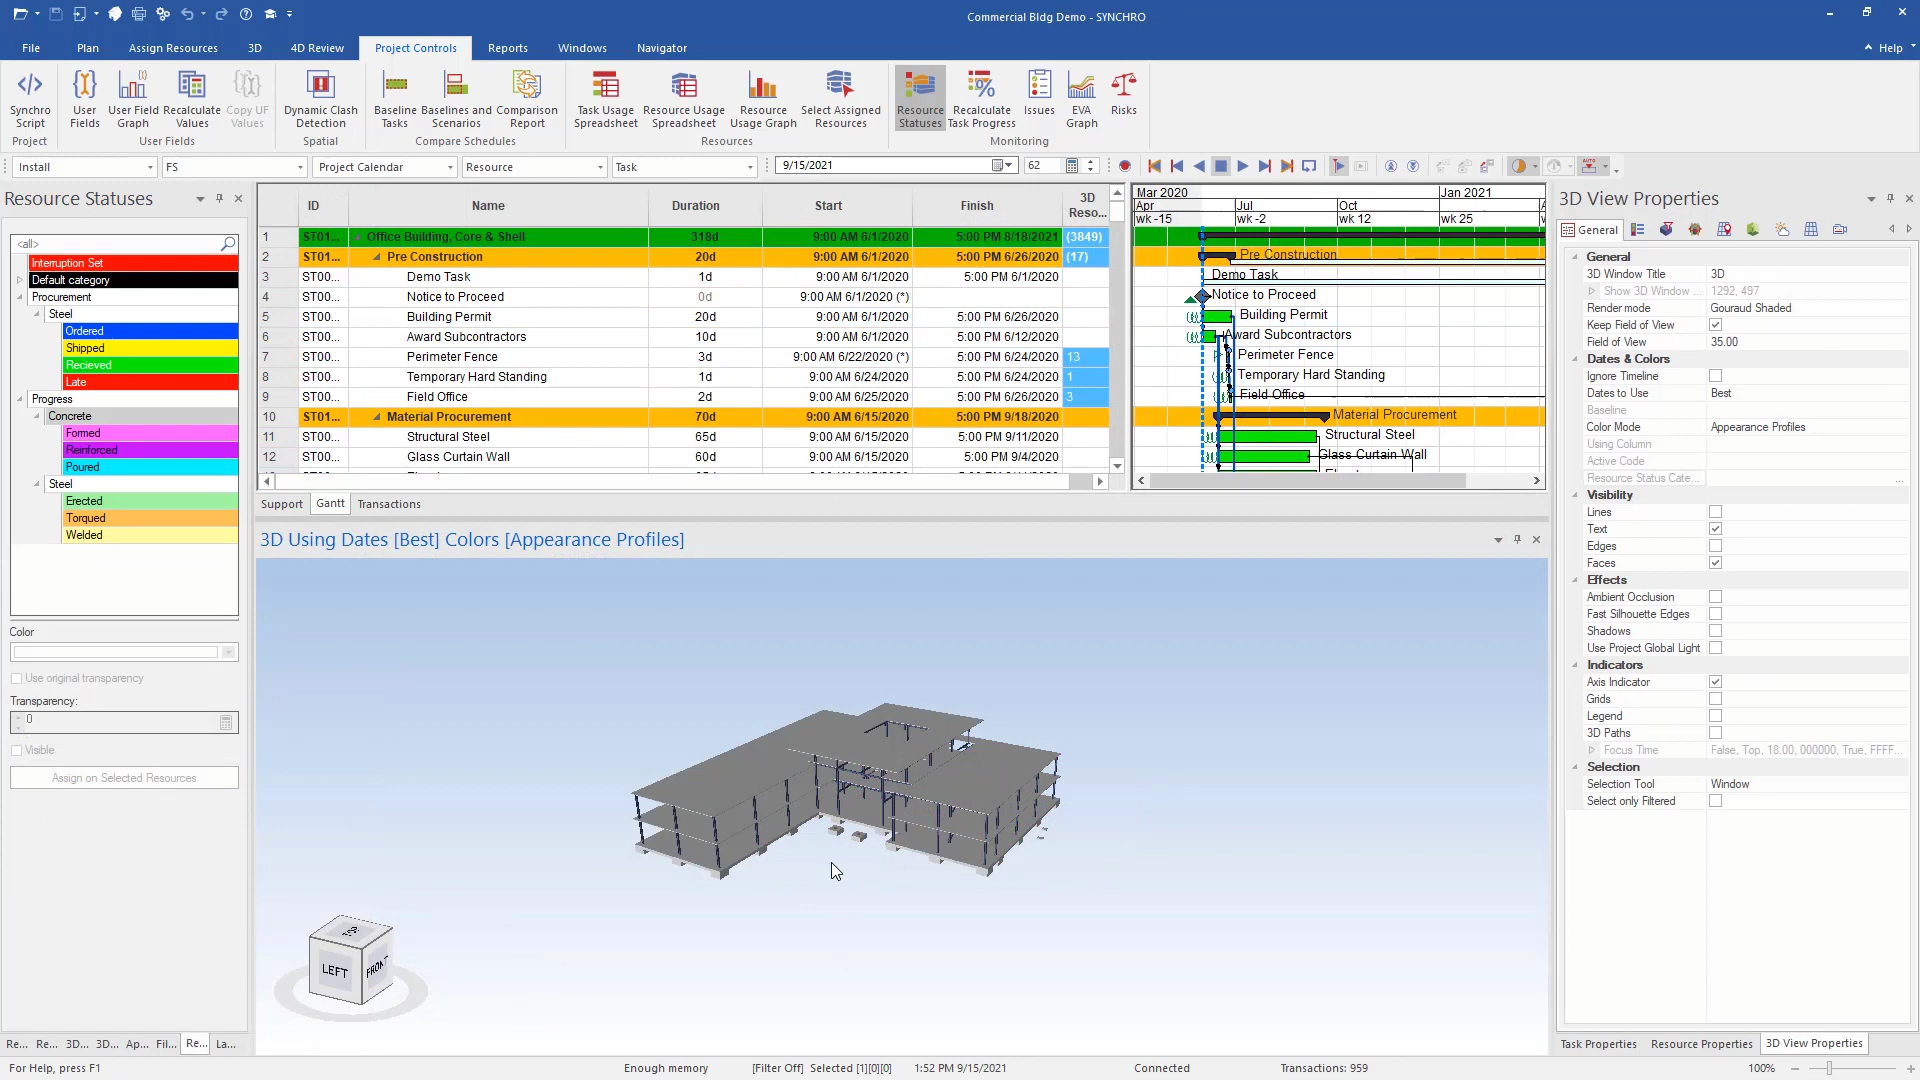 Commercial Bldg Demo - SYNCHRO
File Plan Assign Resources 3D 4D Review Project Controls Reports Windows Navigator Help
Synchro Script
User Fields
User Field Graph
Recalculate Values
Copy UF Values
Dynamic Clash Detection
Baseline Tasks
Baselines and Scenarios
Comparison Report
Task Usage Spreadsheet
Resource Usage Spreadsheet
Resource Usage Graph
Select Assigned Resources
Resource Statuses
Recalculate Task Progress
Issues
EVA Graph
Risks
Project User Fields Spatial Compare Schedules Resources Monitoring
Install FS Project Calendar Resource Task 9/15/2021 62
Resource Statuses
<all>
Interruption Set
Default category
Procurement
Steel
Ordered
Shipped
Recieved
Late
Progress
Concrete
Formed
Reinforced
Poured
Steel
Erected
Torqued
Welded
Color
Use original transparency
Transparency:
0
Visible
Assign on Selected Resources
Re... Re... 3D... 3D... Ap... Fil... Re... La...
ID Name Duration Start Finish 3D Reso...
1 ST01... Office Building, Core & Shell 318d 9:00 AM 6/1/2020 5:00 PM 8/18/2021 (3849)
2 ST01... Pre Construction 20d 9:00 AM 6/1/2020 5:00 PM 6/26/2020 (17)
3 ST00... Demo Task 1d 9:00 AM 6/1/2020 5:00 PM 6/1/2020
4 ST00... Notice to Proceed 0d 9:00 AM 6/1/2020 (*)
5 ST00... Building Permit 20d 9:00 AM 6/1/2020 5:00 PM 6/26/2020
6 ST00... Award Subcontractors 10d 9:00 AM 6/1/2020 5:00 PM 6/12/2020
7 ST00... Perimeter Fence 3d 9:00 AM 6/22/2020 (*) 5:00 PM 6/24/2020 13
8 ST00... Temporary Hard Standing 1d 9:00 AM 6/24/2020 5:00 PM 6/24/2020 1
9 ST00... Field Office 2d 9:00 AM 6/25/2020 5:00 PM 6/26/2020 3
10 ST01... Material Procurement 70d 9:00 AM 6/15/2020 5:00 PM 9/18/2020
11 ST00... Structural Steel 65d 9:00 AM 6/15/2020 5:00 PM 9/11/2020
12 ST00... Glass Curtain Wall 60d 9:00 AM 6/15/2020 5:00 PM 9/4/2020
Mar 2020 Jan 2021
Apr Jul Oct
wk -15 wk -2 wk 12 wk 25
Pre Construction
Demo Task
Notice to Proceed
Building Permit
Award Subcontractors
Perimeter Fence
Temporary Hard Standing
Field Office
Material Procurement
Structural Steel
Glass Curtain Wall
Support Gantt Transactions
3D Using Dates [Best] Colors [Appearance Profiles]
LEFT FRONT
3D View Properties
General
General
3D Window Title 3D
Show 3D Window ... 1292, 497
Render mode Gouraud Shaded
Keep Field of View
Field of View 35.00
Dates & Colors
Ignore Timeline
Dates to Use Best
Baseline
Color Mode Appearance Profiles
Using Column
Active Code
Resource Status Cate... ...
Visibility
Lines
Text
Edges
Faces
Effects
Ambient Occlusion
Fast Silhouette Edges
Shadows
Use Project Global Light
Indicators
Axis Indicator
Grids
Legend
3D Paths
Focus Time False, Top, 18.00, 000000, True, FFFF...
Selection
Selection Tool Window
Select only Filtered
Task Properties Resource Properties 3D View Properties
For Help, press F1 Enough memory [Filter Off] Selected [1][0][0] 1:52 PM 9/15/2021 Connected Transactions: 959 100%